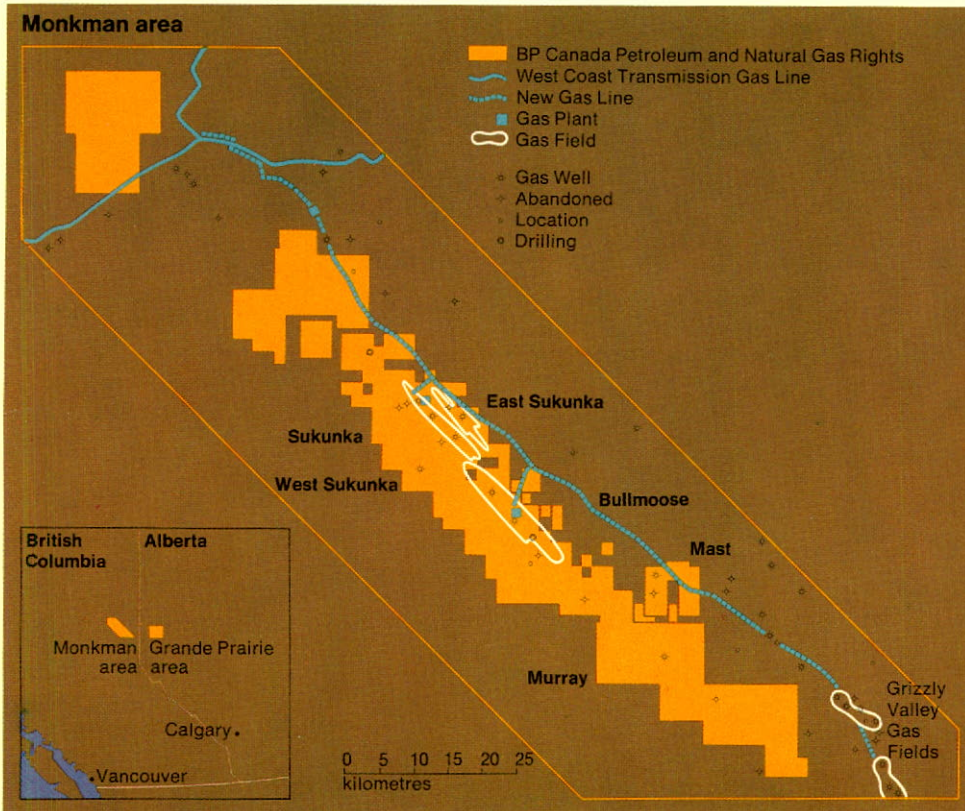 Monkman area
BP Canada Petroleum and Natural Gas Rights
West Coast Transmission Gas Line
New Gas Line
Gas Plant
Gas Field
Gas Well
Abandoned
Location
Drilling
East Sukunka
Sukunka
West Sukunka
Bullmoose
Mast
Murray
Grizzly
Valley
Gas
Fields
British
Columbia
Alberta
Monkman
area
Grande Prairie
area
Calgary
Vancouver
0 5 10 15 20 25
kilometres